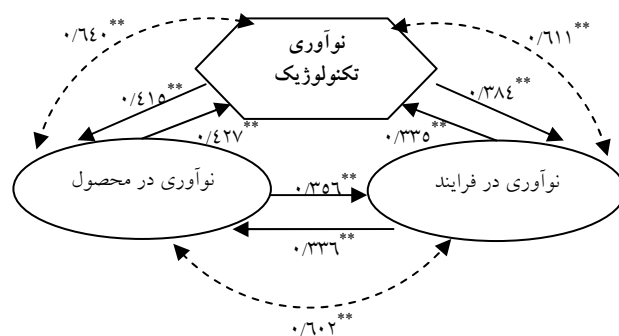 نوآوری
تکنولوژیک
۰/۶۴۰**
۰/۶۱۱**
۰/۴۱۵**
۰/۳۸۴**
۰/۴۲۷**
۰/۳۳۵**
نوآوری در محصول
نوآوری در فرایند
۰/۳۵۶**
۰/۳۳۶**
۰/۶۰۲**